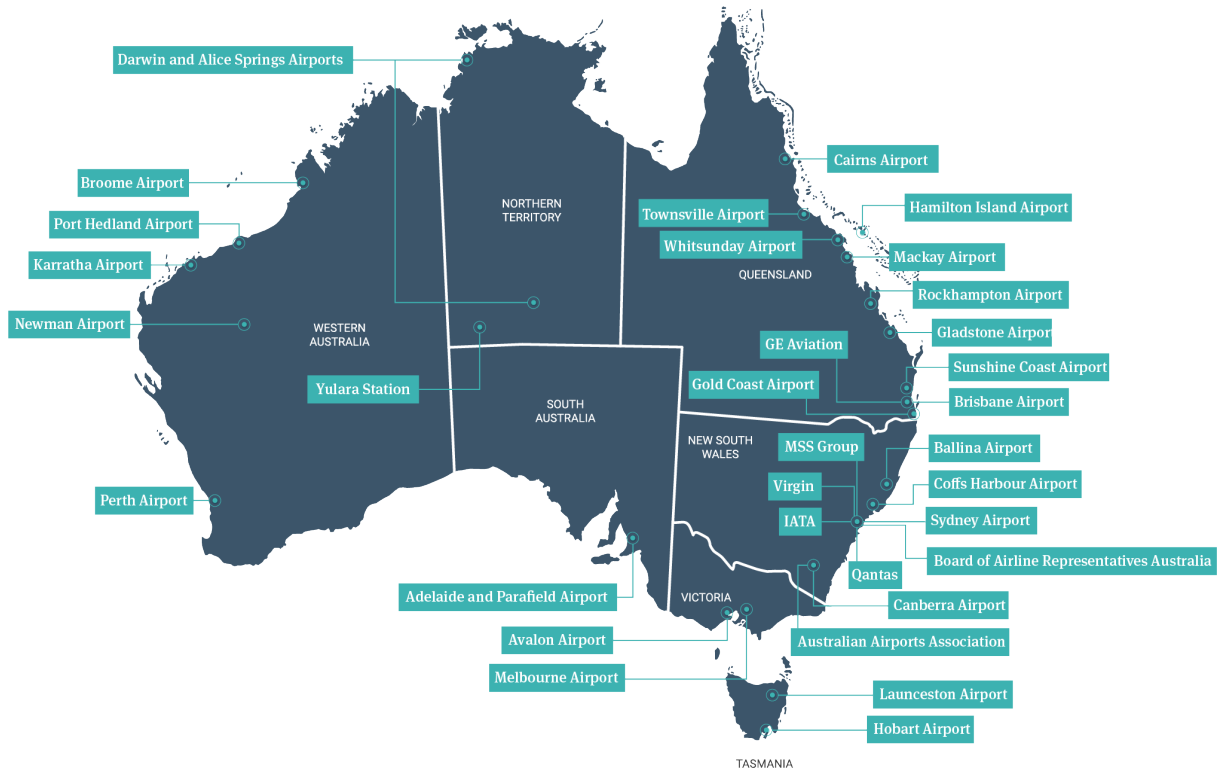 Darwin and Alice Springs Airports
Cairns Airport
Broome Airport
NORTHERN
TERRITORY
Hamilton Island Airport
Townsville Airport
Port Hedland Airport
Whitsunday Airport
Mackay Airport
Karratha Airport
QUEENSLAND
Rockhampton Airport
Newman Airport
WESTERN
AUSTRALIA
Gladstone Airport
GE Aviation
Sunshine Coast Airport
Gold Coast Airport
Yulara Station
Brisbane Airport
SOUTH
AUSTRALIA
NEW SOUTH
WALES
MSS Group
Ballina Airport
Virgin
Coffs Harbour Airport
Perth Airport
IATA
Sydney Airport
Board of Airline Representatives Australia
Qantas
Adelaide and Parafield Airport
VICTORIA
Canberra Airport
Avalon Airport
Australian Airports Association
Melbourne Airport
Launceston Airport
Hobart Airport
TASMANIA